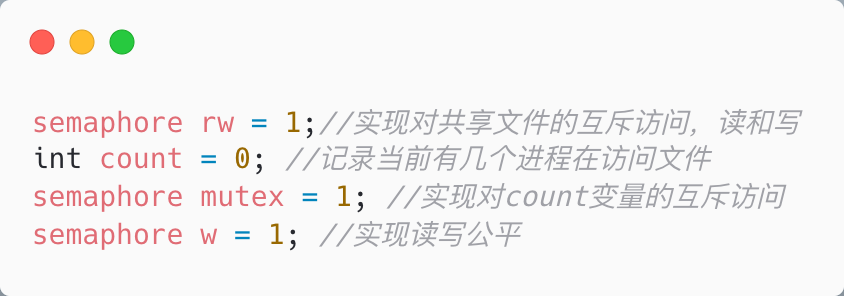 semaphore rw = 1;//实现对共享文件的互斥访问，读和写
int count = 0; //记录当前有几个进程在访问文件
semaphore mutex = 1; //实现对count变量的互斥访问
semaphore w = 1; //实现读写公平